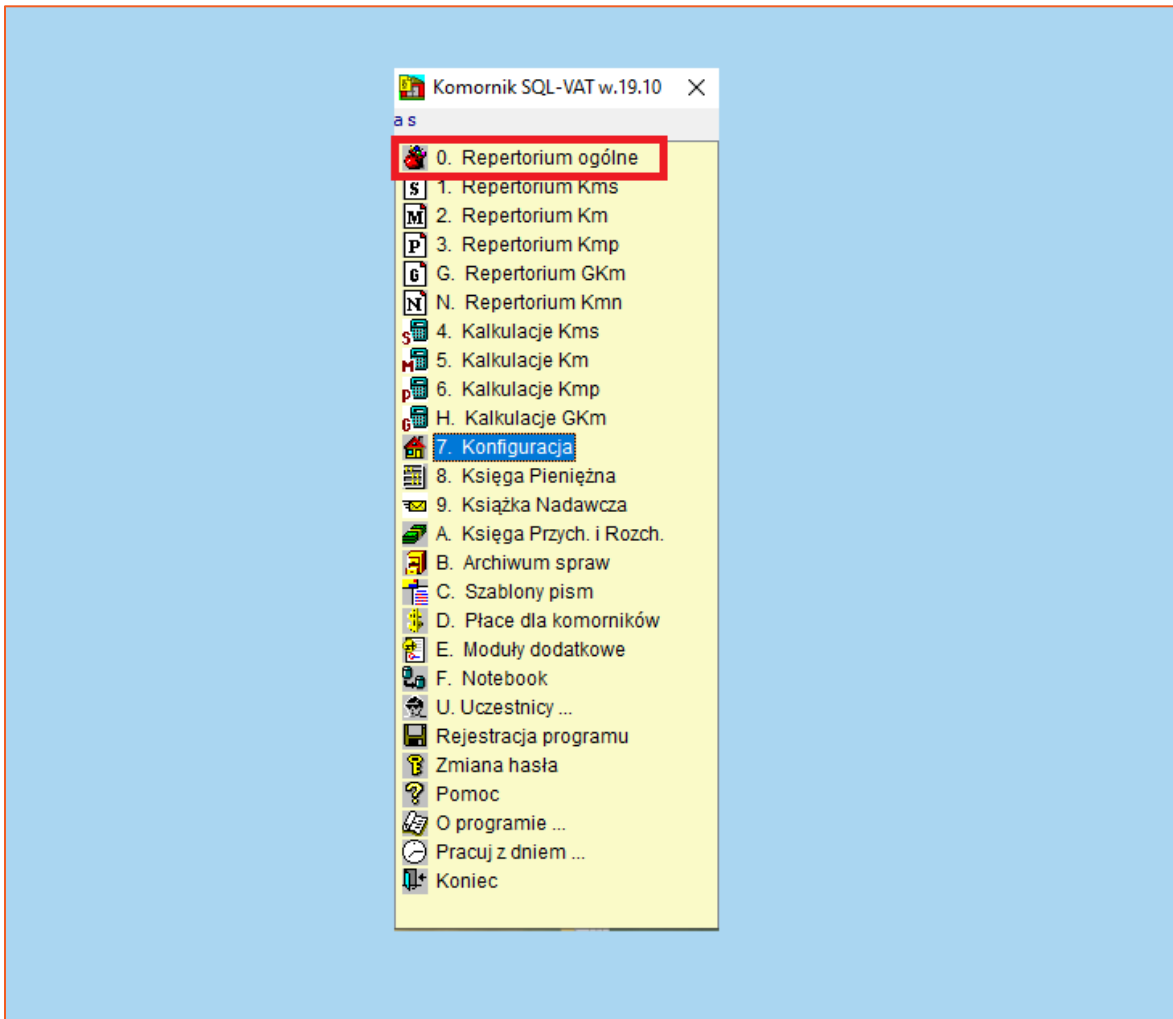 Komornik SQL-VAT w.19.10
a s
0. Repertorium ogólne
1. Repertorium Kms
2. Repertorium Km
3. Repertorium Kmp
G. Repertorium GKm
N. Repertorium Kmn
4. Kalkulacje Kms
5. Kalkulacje Km
6. Kalkulacje Kmp
H. Kalkulacje GKm
7. Konfiguracja
8. Księga Pieniężna
9. Książka Nadawcza
A. Księga Przych. i Rozch.
B. Archiwum spraw
C. Szablony pism
D. Płace dla komorników
E. Moduły dodatkowe
F. Notebook
U. Uczestnicy ...
Rejestracja programu
Zmiana hasła
Pomoc
O programie ...
Pracuj z dniem ...
Koniec